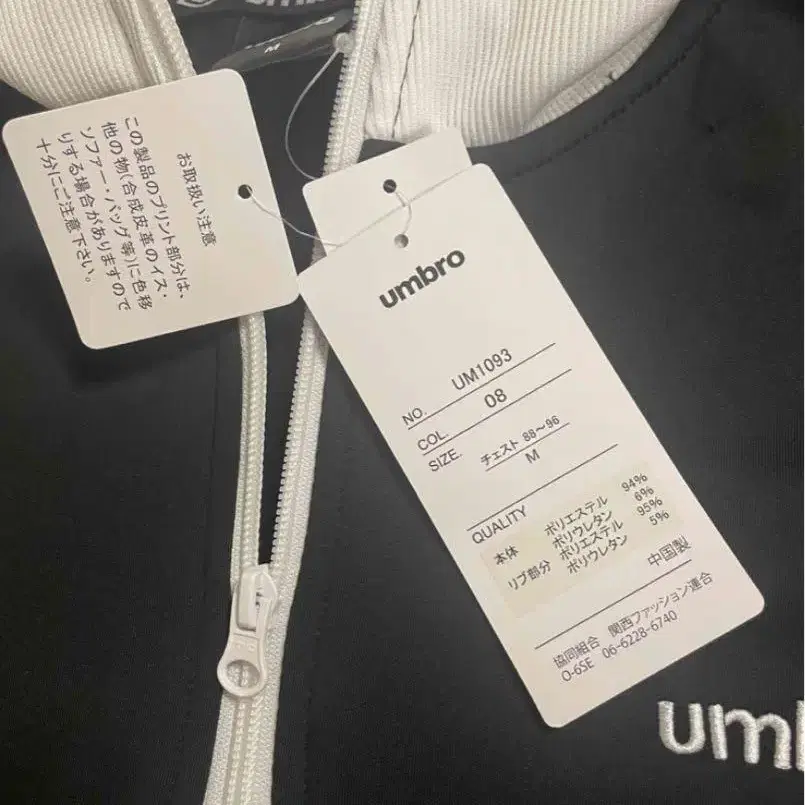 M
お取扱い注意
この製品のプリント部分は、
他の物(合成皮革のイス・
ソファー・バッグ等)に色移
りする場合がありますので
十分にご注意下さい。
umbro
NO. UM1093
COL. 08
SIZE. チェスト 88～96
M
QUALITY
本体 ポリエステル 94%
ポリウレタン 6%
リブ部分 ポリエステル 95%
ポリウレタン 5%
中国製
協同組合 関西ファッション連合
O-6SE 06-6228-6740
um